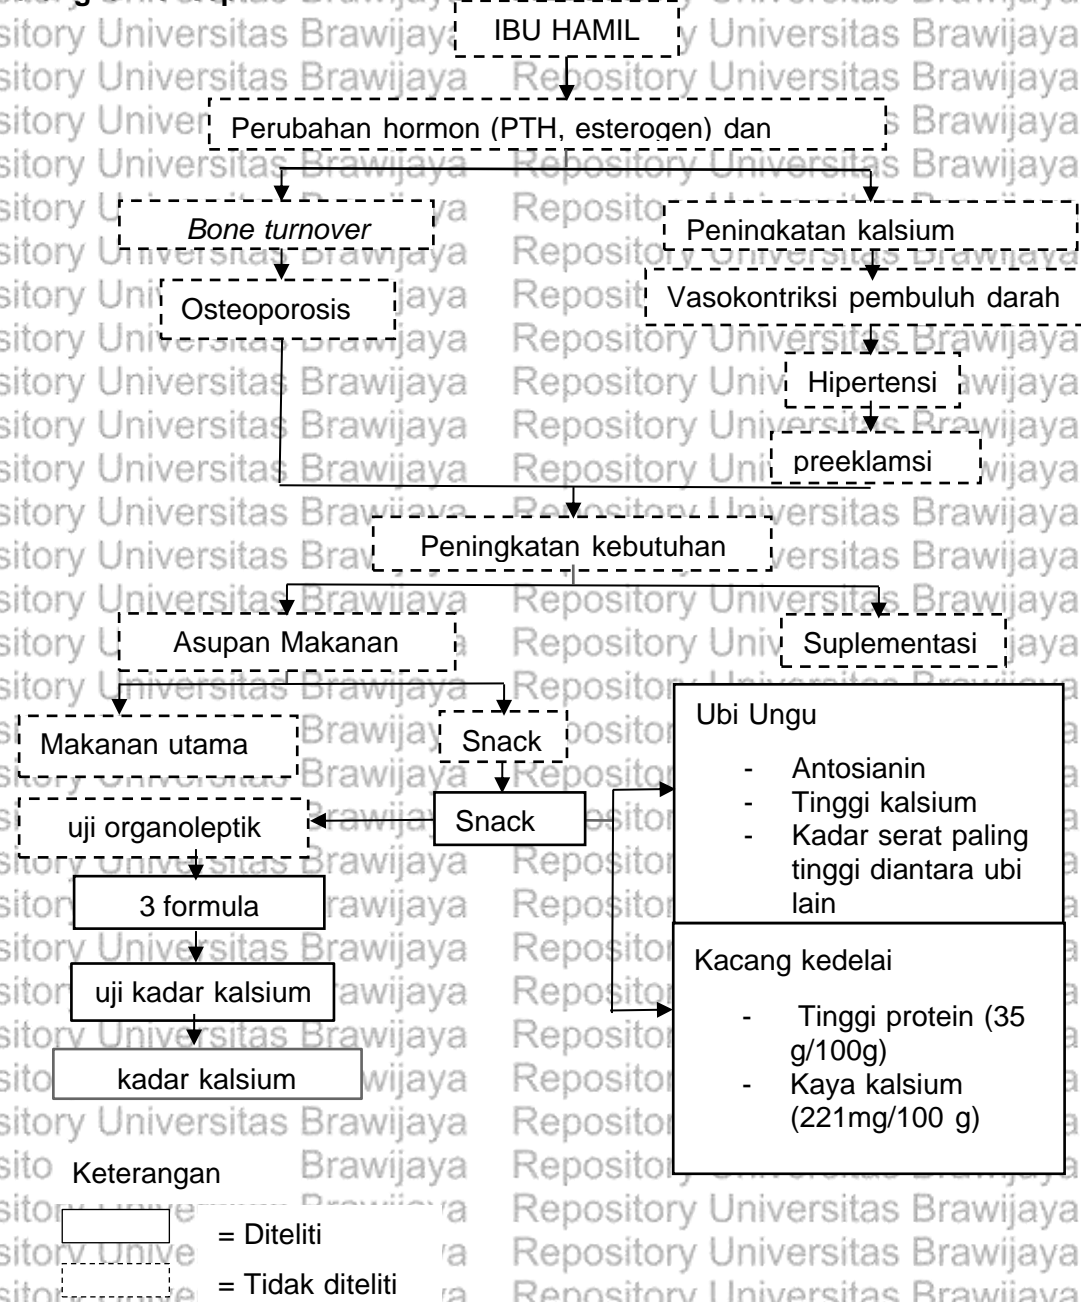 IBU HAMIL
Perubahan hormon (PTH, esterogen) dan
Bone turnover
Peningkatan kalsium
Osteoporosis
Vasokontriksi pembuluh darah
Hipertensi
preeklamsi
Peningkatan kebutuhan
Asupan Makanan
Suplementasi
Makanan utama
Snack
Snack
uji organoleptik
3 formula
uji kadar kalsium
kadar kalsium
Ubi Ungu
- Antosianin
- Tinggi kalsium
- Kadar serat paling
tinggi diantara ubi
lain
Kacang kedelai
- Tinggi protein (35
g/100g)
- Kaya kalsium
(221mg/100 g)
Keterangan
= Diteliti
= Tidak diteliti
Repository Universitas Brawijaya